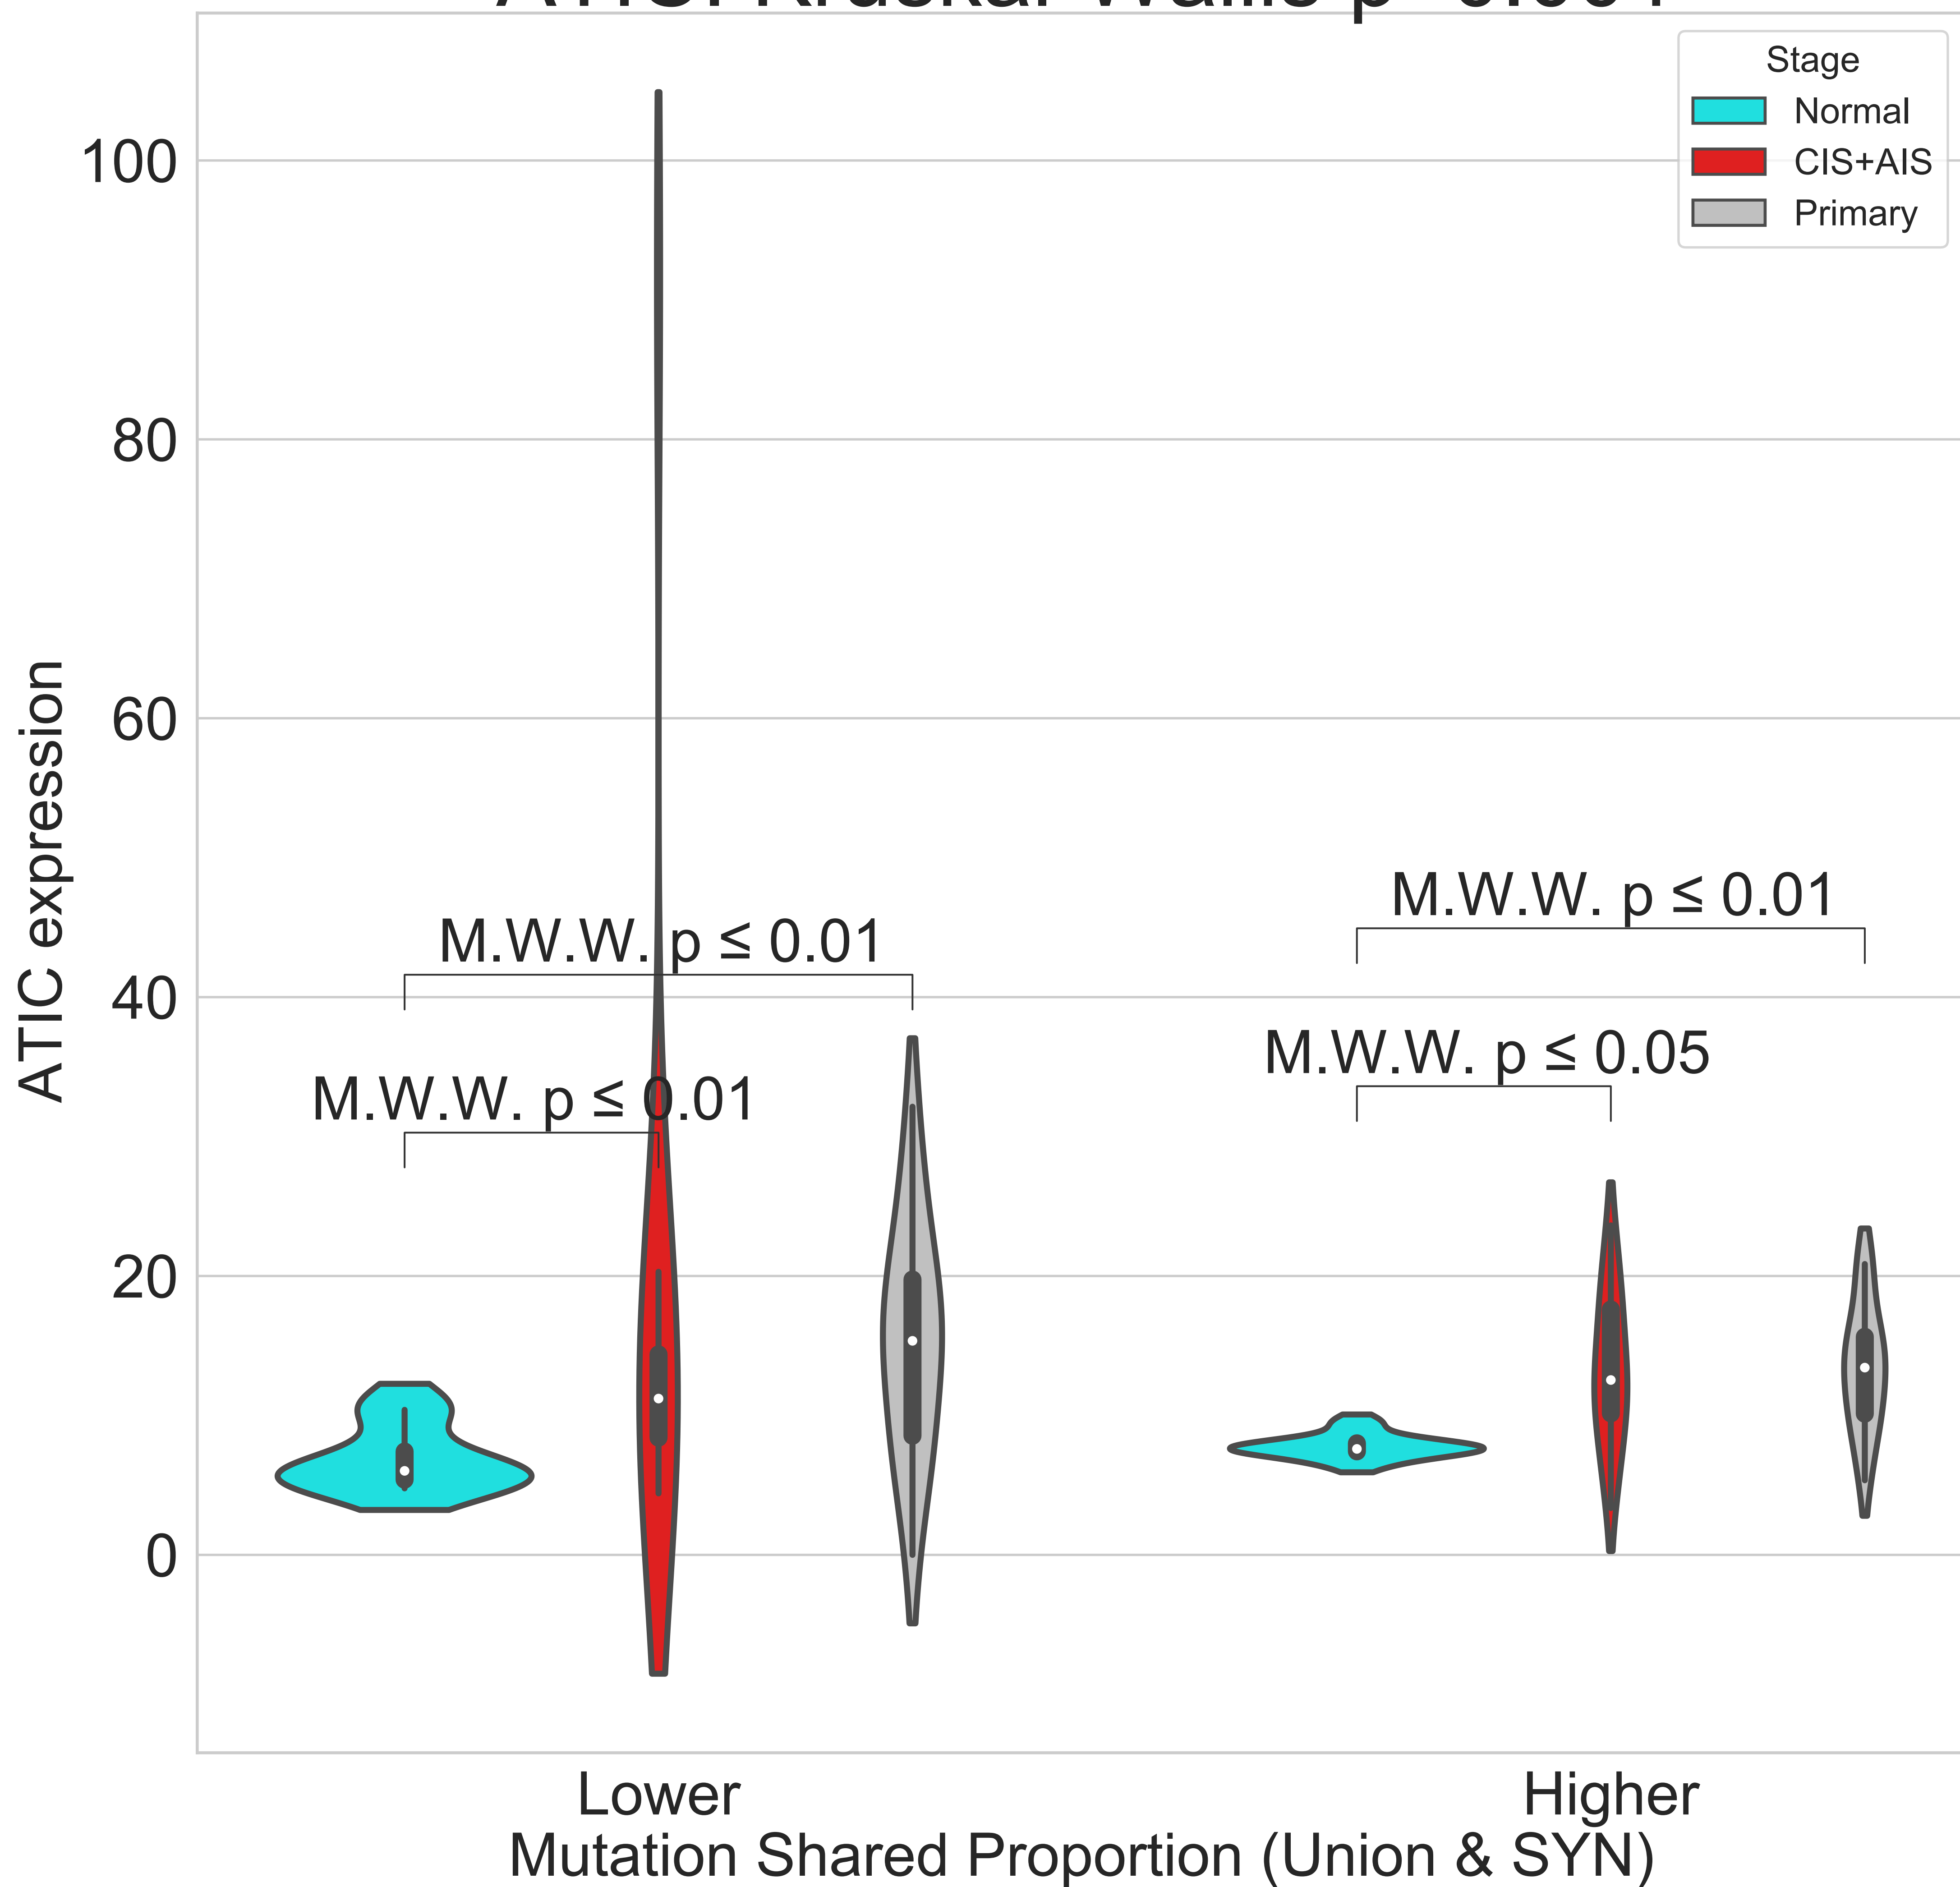 Stage
Normal
CIS+AIS
Primary
100
80
60
40
20
0
ATIC expression
M.W.W. p ≤ 0.01
M.W.W. p ≤ 0.01
M.W.W. p ≤ 0.01
M.W.W. p ≤ 0.05
Lower
Higher
Mutation Shared Proportion (Union & SYN)